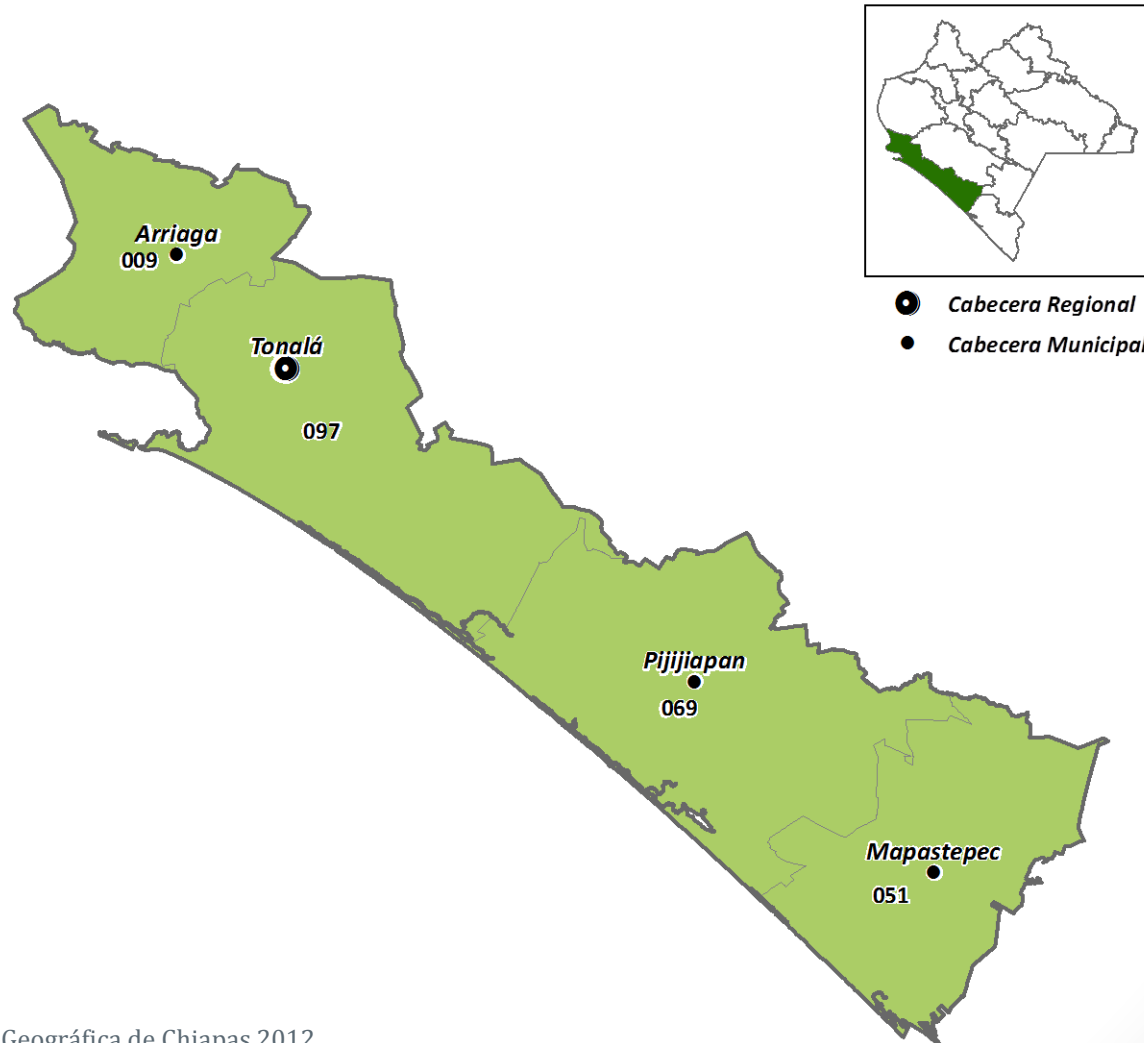 Cabecera Regional
Cabecera Municipal
Arriaga
009
Tonalá
097
Pijijiapan
069
Mapastepec
051
Geográfica de Chiapas 2012